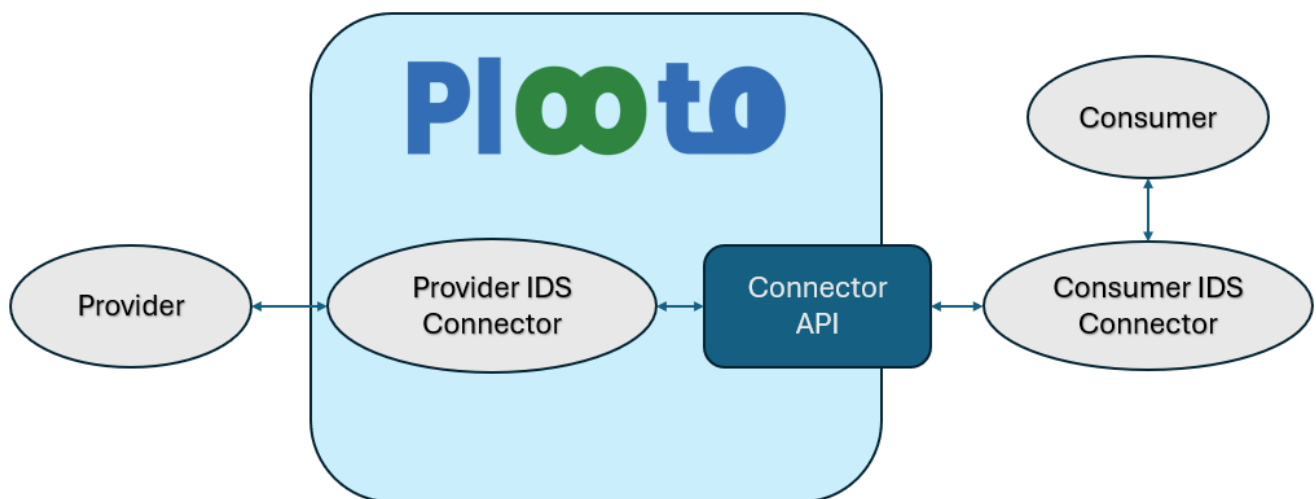 Plooto
Consumer
Provider
Provider IDS
Connector
Connector
API
Consumer IDS
Connector